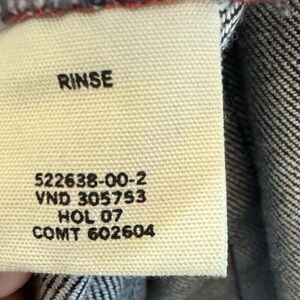 RINSE
522638-00-2
VND 305753
HOL 07
COMT 602604